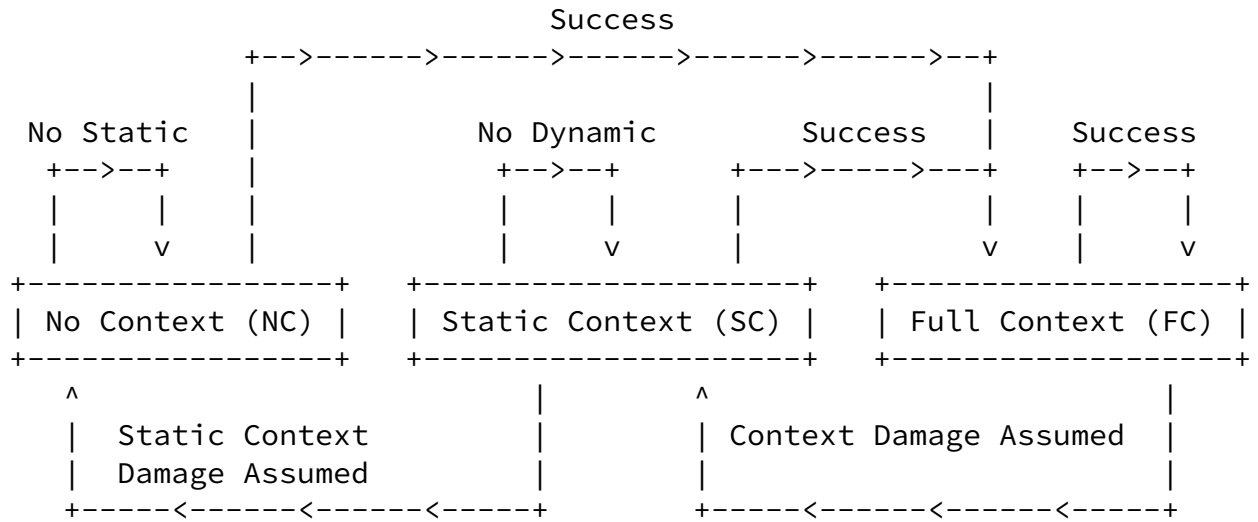 Success
No Static No Dynamic Success Success
No Context (NC) Static Context (SC) Full Context (FC)
Static Context Context Damage Assumed
Damage Assumed